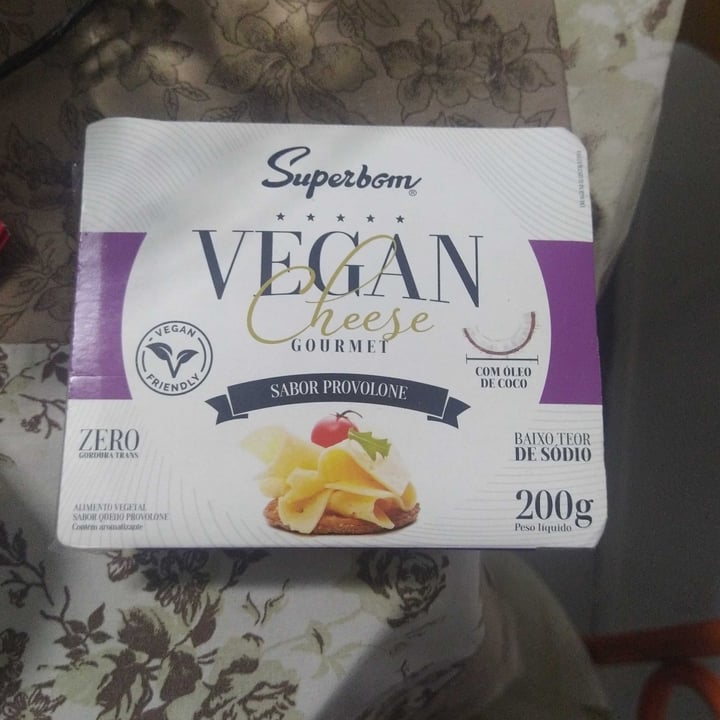 Superbom®
VEGAN
Cheese
GOURMET
VEGAN
FRIENDLY
COM ÓLEO
DE COCO
SABOR PROVOLONE
ZERO
GORDURA TRANS
BAIXO TEOR
DE SÓDIO
ALIMENTO VEGETAL
SABOR QUEIJO PROVOLONE
Contém aromatizante
200g
Peso líquido